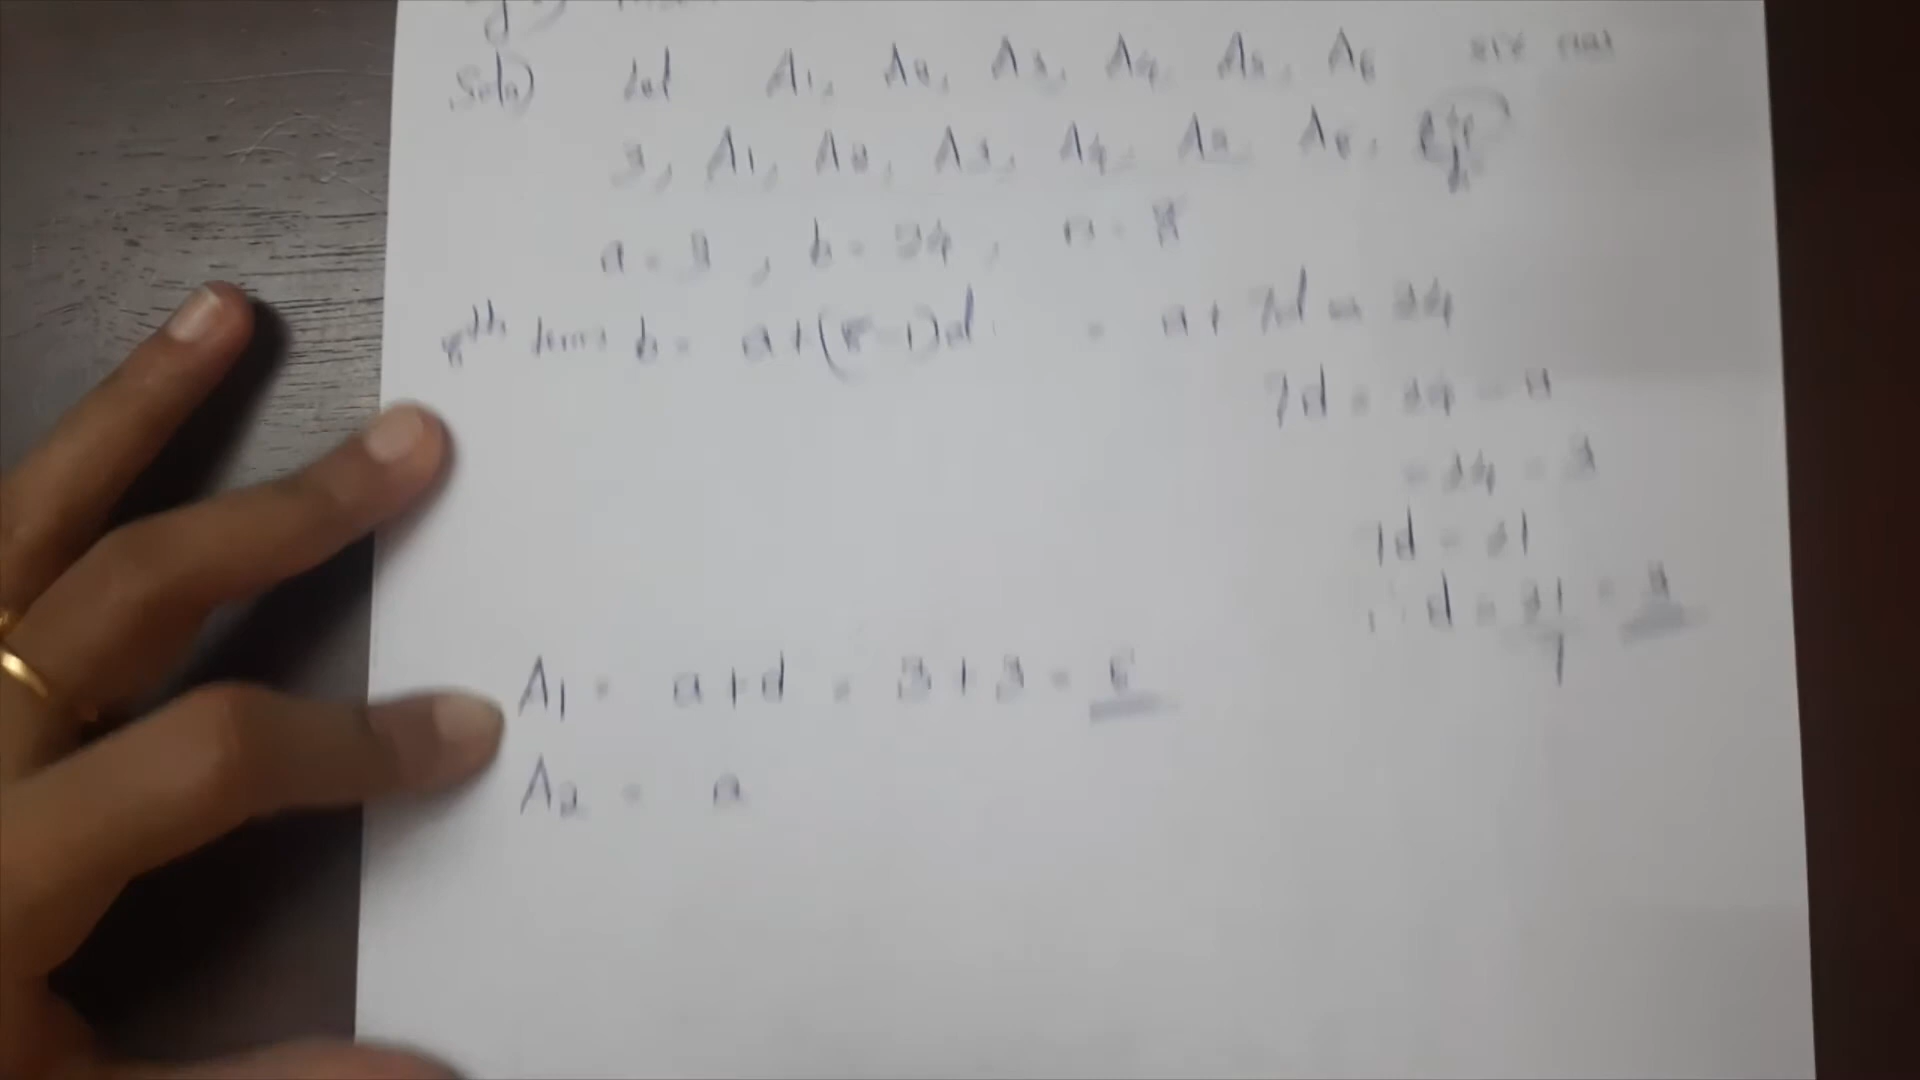 Soln) Let A1, A2, A3, A4, A5, A6
3, A1, A2, A3, A4, A5, A6,
a = 3, b = 24, n = 8
8th term b = a+(8-1)d = a + 7d = 24
7d = 24 - a
= 24 - 3
7d = 21
∴ d = 21/7 = 3
A1 = a+d = 3+3 = 6
A2 = a